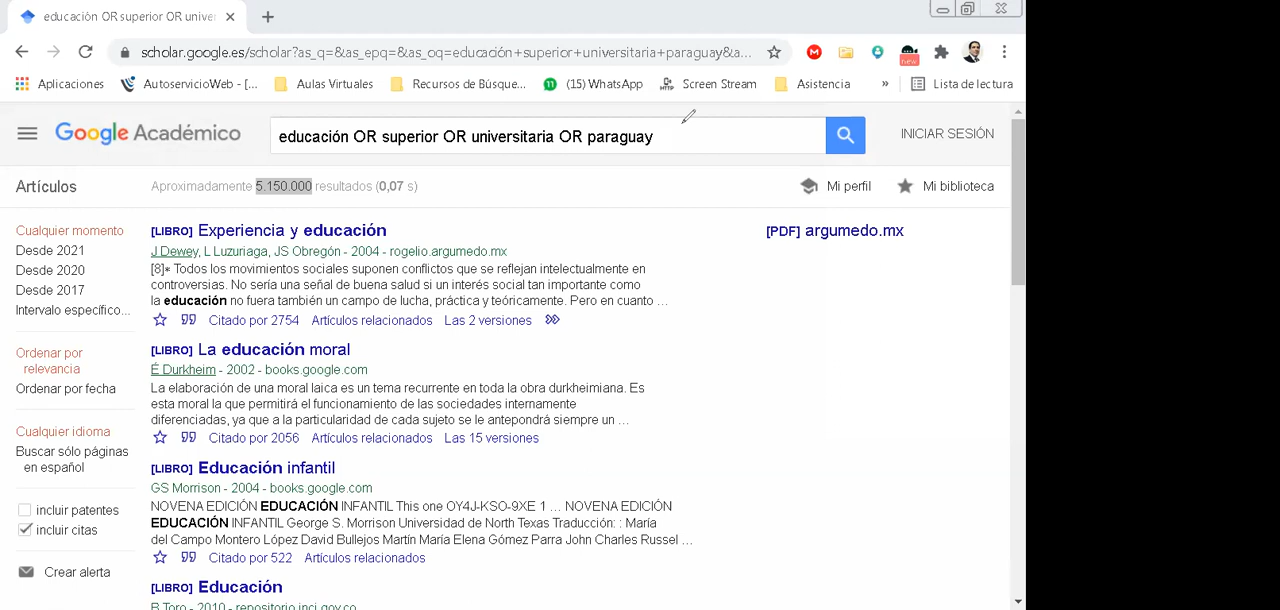 educación OR superior OR univer
scholar.google.es/scholar?as_q=&as_epq=&as_oq=educación+superior+universitaria+paraguay&a...
new
Aplicaciones
AutoservicioWeb - [...
Aulas Virtuales
Recursos de Búsque...
11
(15) WhatsApp
HTTP
Screen Stream
Asistencia
»
Lista de lectura
Google Académico
educación OR superior OR universitaria OR paraguay
INICIAR SESIÓN
Artículos
Aproximadamente 5.150.000 resultados (0,07 s)
Mi perfil
Mi biblioteca
Cualquier momento
Desde 2021
Desde 2020
Desde 2017
Intervalo específico...
Ordenar por
relevancia
Ordenar por fecha
Cualquier idioma
Buscar sólo páginas
en español
incluir patentes
incluir citas
Crear alerta
[LIBRO] Experiencia y educación
J Dewey, L Luzuriaga, JS Obregón - 2004 - rogelio.argumedo.mx
[8]* Todos los movimientos sociales suponen conflictos que se reflejan intelectualmente en
controversias. No sería una señal de buena salud si un interés social tan importante como
la educación no fuera también un campo de lucha, práctica y teóricamente. Pero en cuanto ...
Citado por 2754 Artículos relacionados Las 2 versiones
[PDF] argumedo.mx
[LIBRO] La educación moral
É Durkheim - 2002 - books.google.com
La elaboración de una moral laica es un tema recurrente en toda la obra durkheimiana. Es
esta moral la que permitirá el funcionamiento de las sociedades internamente
diferenciadas, ya que a la particularidad de cada sujeto se le antepondrá siempre un ...
Citado por 2056 Artículos relacionados Las 15 versiones
[LIBRO] Educación infantil
GS Morrison - 2004 - books.google.com
NOVENA EDICIÓN EDUCACIÓN INFANTIL This one OY4J-KSO-9XE 1 ... NOVENA EDICIÓN
EDUCACIÓN INFANTIL George S. Morrison Universidad de North Texas Traducción: : María
del Campo Montero López David Bullejos Martín María Elena Gómez Parra John Charles Russel ...
Citado por 522 Artículos relacionados
[LIBRO] Educación
B Toro - 2010 - repositorio.inci.gov.co